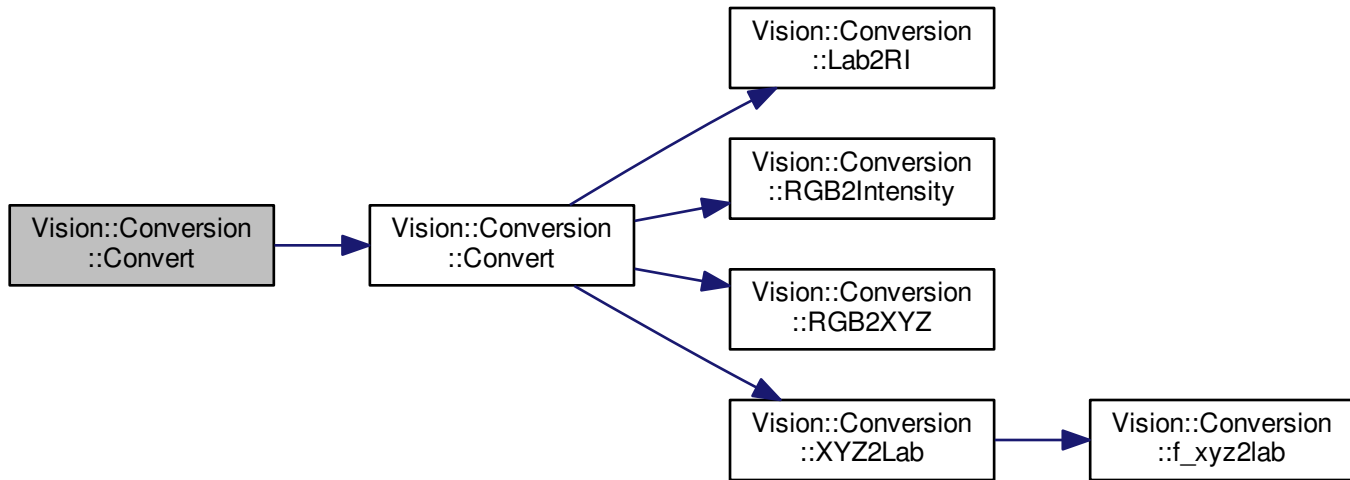 Vision::Conversion
::Convert
Vision::Conversion
::Convert
Vision::Conversion
::Lab2RI
Vision::Conversion
::RGB2Intensity
Vision::Conversion
::RGB2XYZ
Vision::Conversion
::XYZ2Lab
Vision::Conversion
::f_xyz2lab